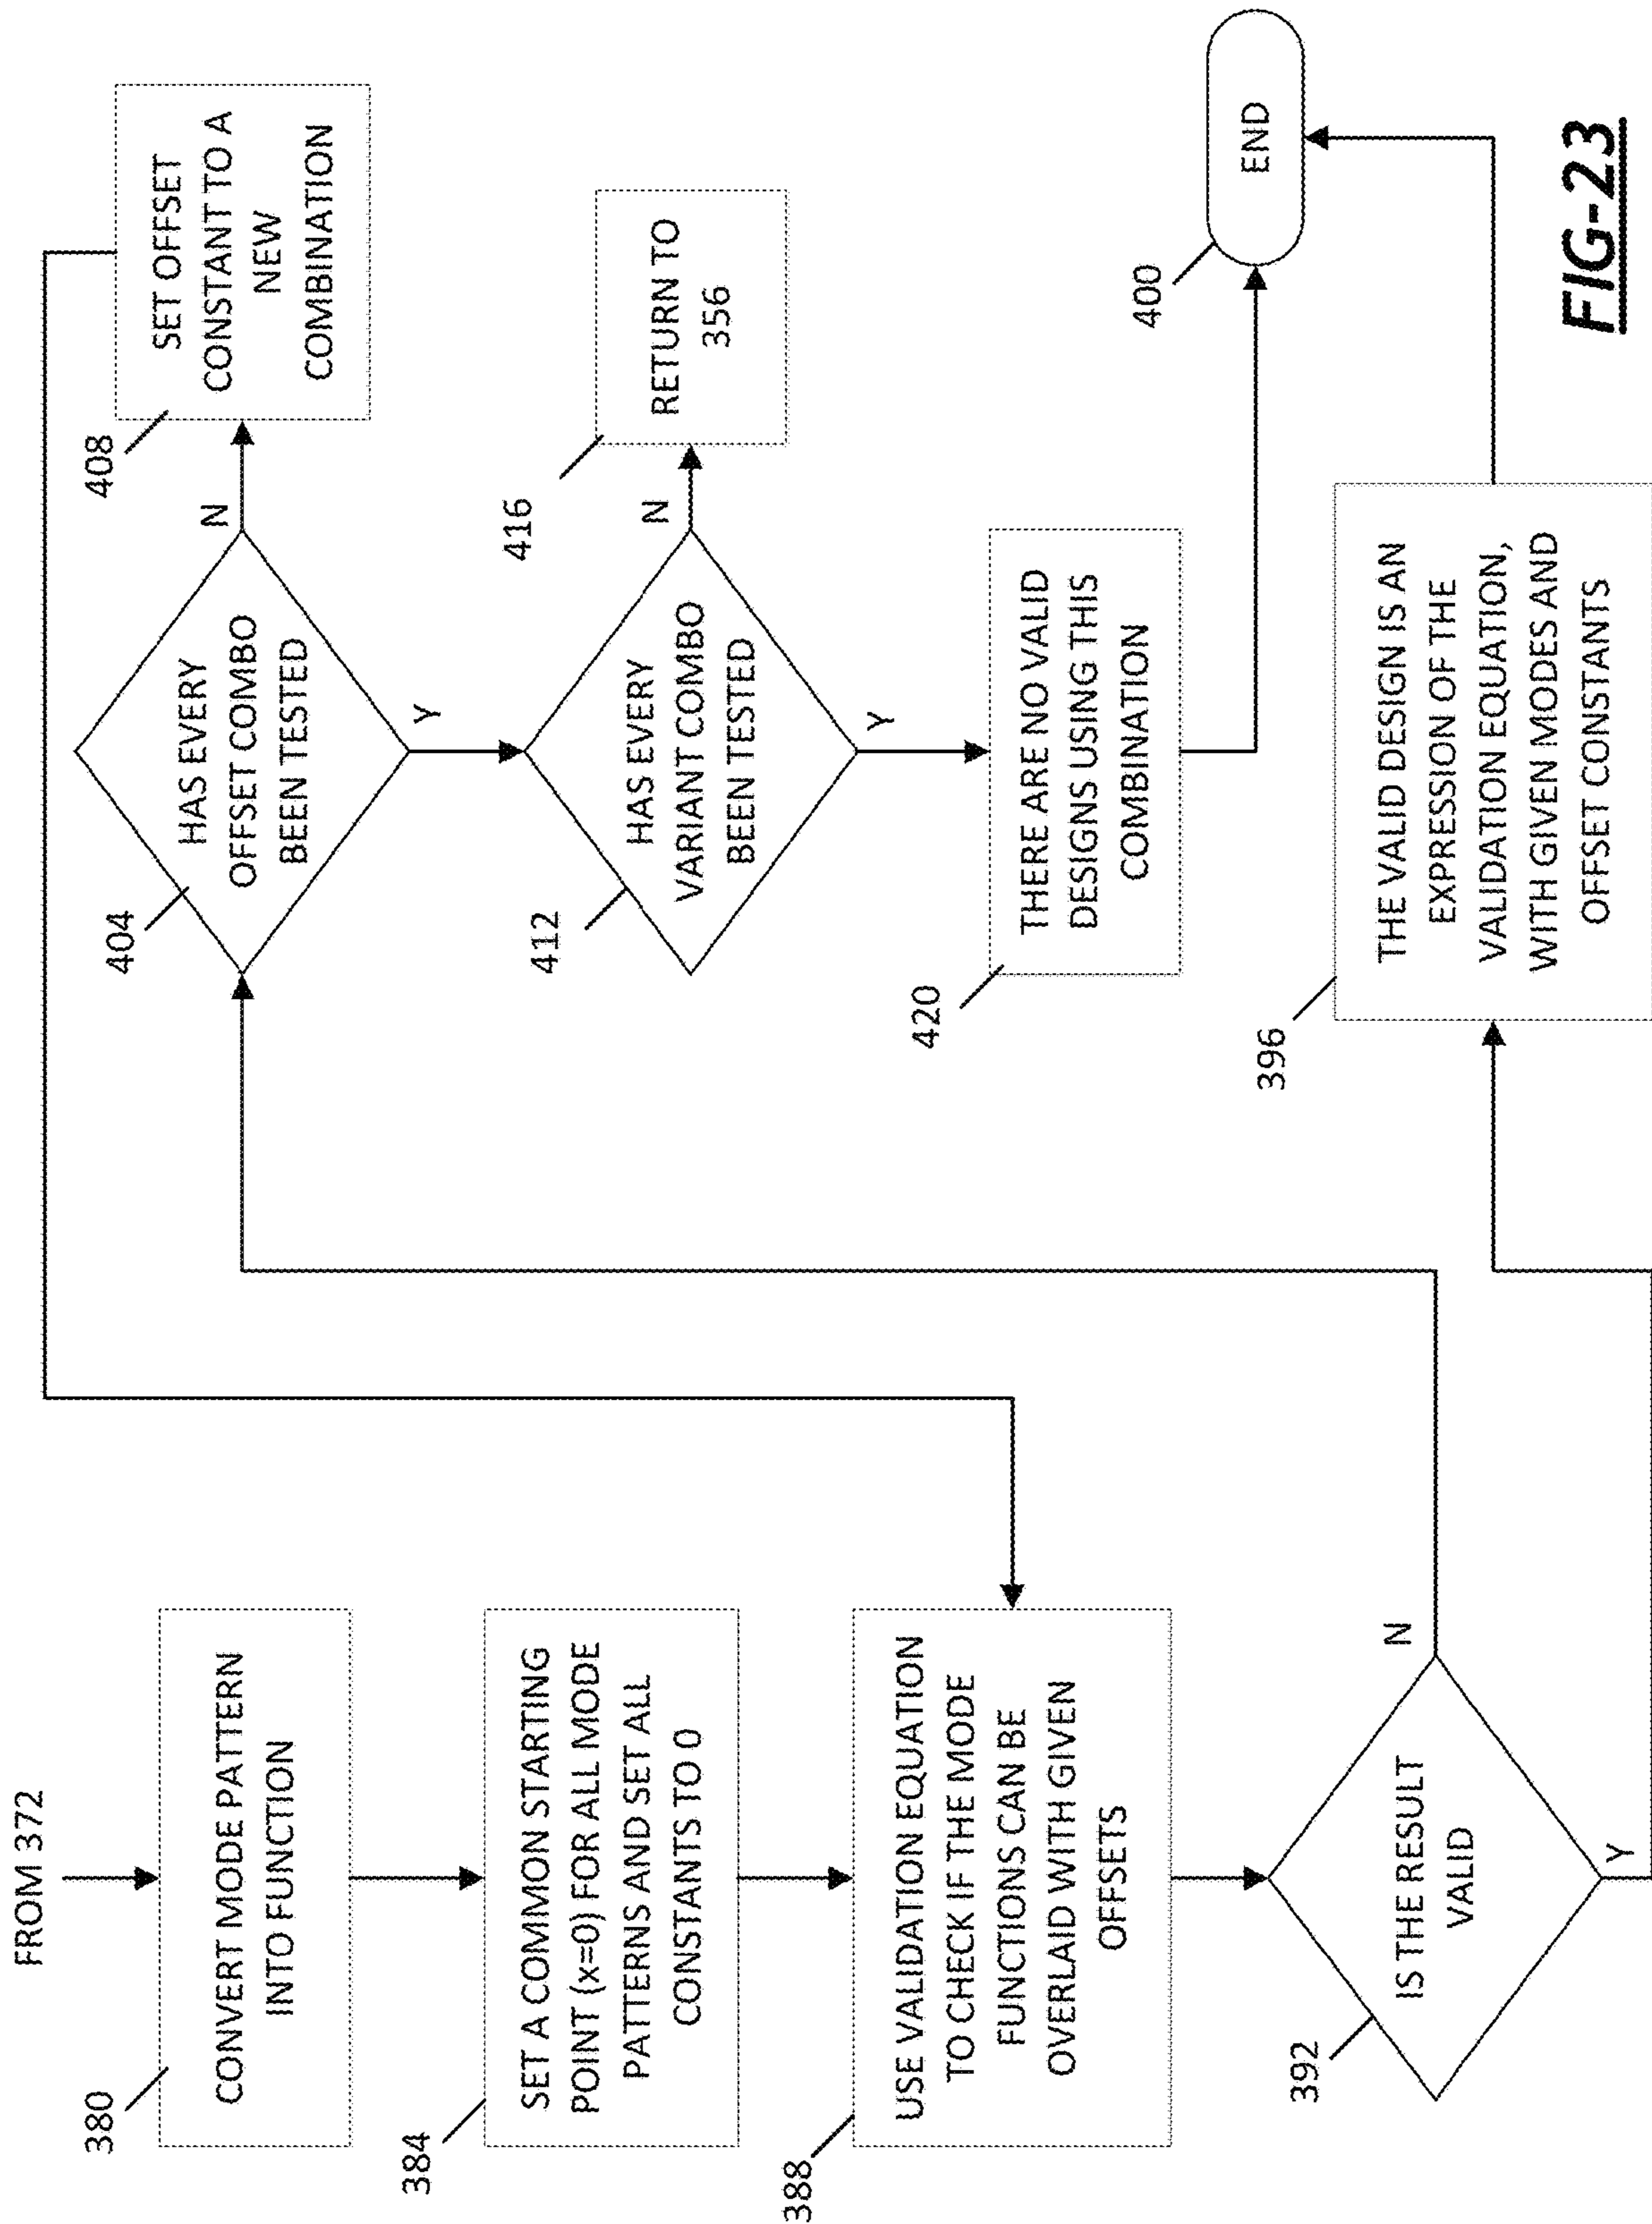 FROM 372
380
CONVERT MODE PATTERN
INTO FUNCTION
384
SET A COMMON STARTING
POINT (x=0) FOR ALL MODE
PATTERNS AND SET ALL
CONSTANTS TO 0
388
USE VALIDATION EQUATION
TO CHECK IF THE MODE
FUNCTIONS CAN BE
OVERLAID WITH GIVEN
OFFSETS
392
IS THE RESULT
VALID
N
Y
404
HAS EVERY
OFFSET COMBO
BEEN TESTED
N
Y
408
SET OFFSET
CONSTANT TO A
NEW
COMBINATION
412
HAS EVERY
VARIANT COMBO
BEEN TESTED
N
Y
416
RETURN TO
356
420
THERE ARE NO VALID
DESIGNS USING THIS
COMBINATION
396
THE VALID DESIGN IS AN
EXPRESSION OF THE
VALIDATION EQUATION,
WITH GIVEN MODES AND
OFFSET CONSTANTS
400
END
FIG-23